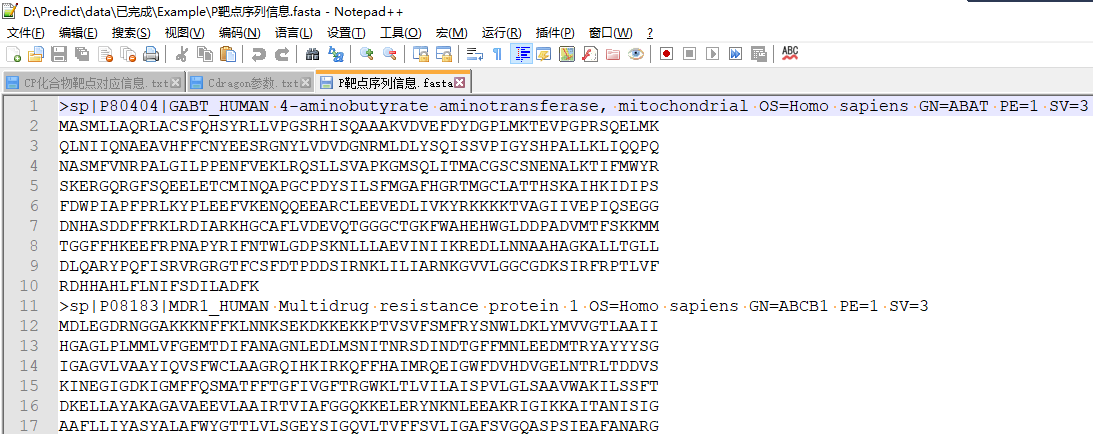 D:\Predict\data\已完成\Example\P靶点序列信息.fasta - Notepad++
文件(F) 编辑(E) 搜索(S) 视图(V) 编码(N) 语言(L) 设置(T) 工具(O) 宏(M) 运行(R) 插件(P) 窗口(W) ?
ABC
CP化合物靶点对应信息.txt Cdragon参数.txt P靶点序列信息.fasta
1 >sp|P80404|GABT_HUMAN 4-aminobutyrate aminotransferase, mitochondrial OS=Homo sapiens GN=ABAT PE=1 SV=3
2 MASMLLAQRLACSFQHSYRLLVPGSRHISQAAAKVDVEFDYDGPLMKTEVPGPRSQELMK
3 QLNIIQNAEAVHFFCNYEESRGNYLVDVDGNRMLDLYSQISSVPIGYSHPALLKLIQQPQ
4 NASMFVNRPALGILPPENFVEKLRQSLLSVAPKGMSQLITMACGSCSNENALKTIFMWYR
5 SKERGQRGFSQEELETCMINQAPGCPDYSILSFMGAFHGRTMGCLATTHSKAIHKIDIPS
6 FDWPIAPFPRLKYPLEEFVKENQQEEARCLEEVEDLIVKYRKKKKTVAGIIVEPIQSEGG
7 DNHASDDFFRKLRDIARKHGCAFLVDEVQTGGGCTGKFWAHEHWGLDDPADVMTFSKKMM
8 TGGFFHKEEFRPNAPYRIFNTWLGDPSKNLLLAEVINIIKREDLLNNAAHAGKALLTGLL
9 DLQARYPQFISRVRGRGTFCSFDTPDDSIRNKLILIARNKGVVLGGCGDKSIRFRPTLVF
10 RDHHAHLFLNIFSDILADFK
11 >sp|P08183|MDR1_HUMAN Multidrug resistance protein 1 OS=Homo sapiens GN=ABCB1 PE=1 SV=3
12 MDLEGDRNGGAKKKNFFKLNNKSEKDKKEKKPTVSVFSMFRYSNWLDKLYMVVGTLAAII
13 HGAGLPLMMLVFGEMTDIFANAGNLEDLMSNITNRSDINDTGFFMNLEEDMTRYAYYYSG
14 IGAGVLVAAYIQVSFWCLAAGRQIHKIRKQFFHAIMRQEIGWFDVHDVGELNTRLTDDVS
15 KINEGIGDKIGMFFQSMATFFTGFIVGFTRGWKLTLVILAISPVLGLSAAVWAKILSSFT
16 DKELLAYAKAGAVAEEVLAAIRTVIAFGGQKKELERYNKNLEEAKRIGIKKAITANISIG
17 AAFLLIYASYALAFWYGTTLVLSGEYSIGQVLTVFFSVLIGAFSVGQASPSIEAFANARG